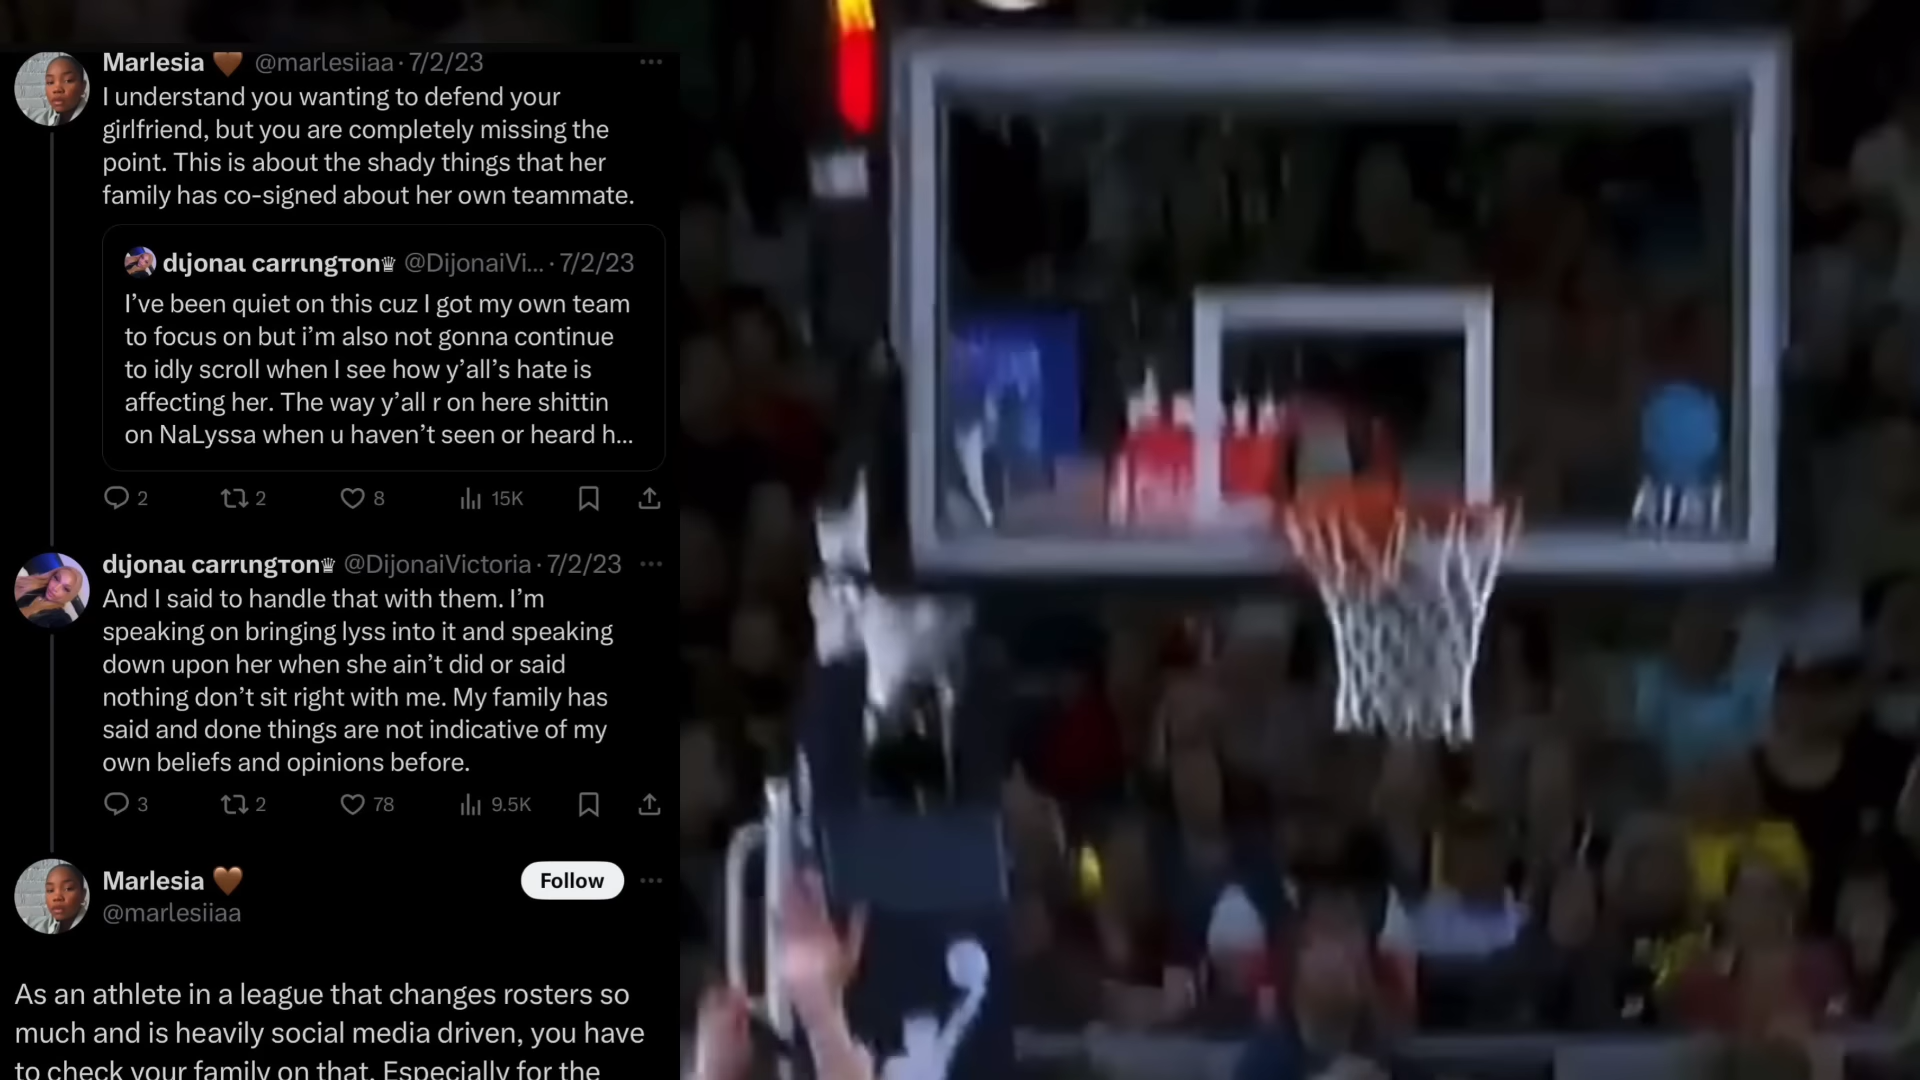 Marlesia 🤎 @marlesiiaa · 7/2/23
I understand you wanting to defend your
girlfriend, but you are completely missing the
point. This is about the shady things that her
family has co-signed about her own teammate.
dιjonaι carrιngтon♛ @DijonaiVi... · 7/2/23
I’ve been quiet on this cuz I got my own team
to focus on but i’m also not gonna continue
to idly scroll when I see how y’all’s hate is
affecting her. The way y’all r on here shittin
on NaLyssa when u haven’t seen or heard h...
2 2 8 15K
dιjonaι carrιngтon♛ @DijonaiVictoria · 7/2/23
And I said to handle that with them. I’m
speaking on bringing lyss into it and speaking
down upon her when she ain’t did or said
nothing don’t sit right with me. My family has
said and done things are not indicative of my
own beliefs and opinions before.
3 2 78 9.5K
Marlesia 🤎
Follow
@marlesiiaa
As an athlete in a league that changes rosters so
much and is heavily social media driven, you have
to check your family on that. Especially for the
AT&T